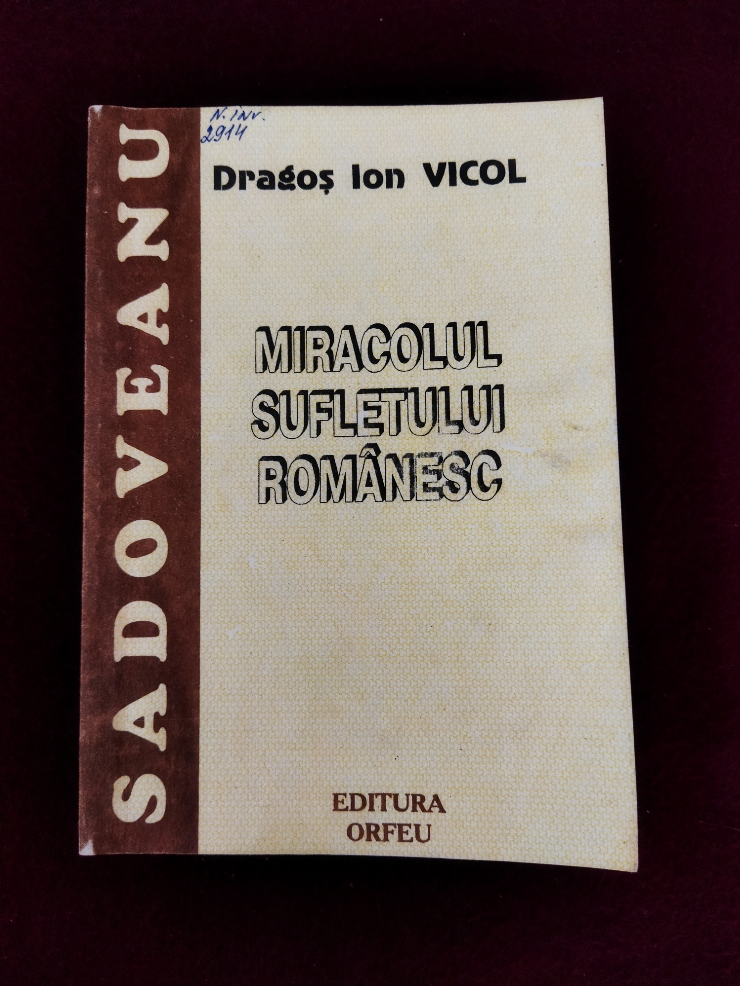 N. inv.
2914
Dragoș Ion VICOL
SADOVEANU
MIRACOLUL
SUFLETULUI
ROMÂNESC
EDITURA
ORFEU